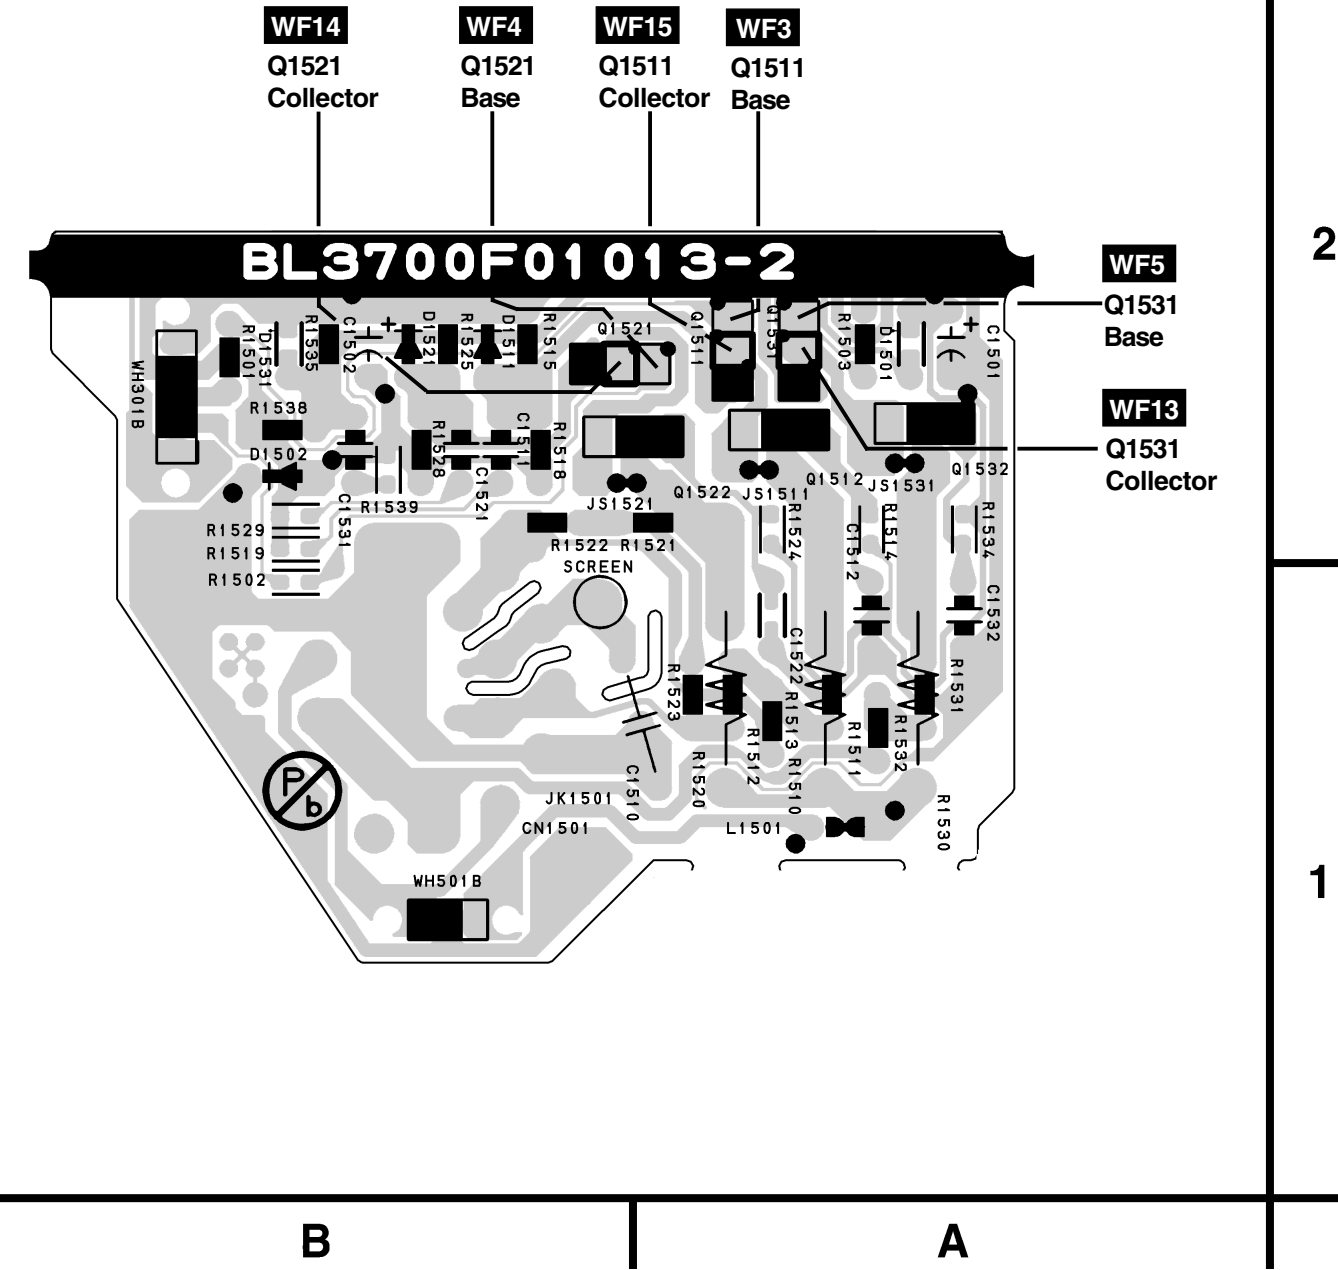 WF14 WF4 WF15 WF3
Q1521 Q1521 Q1511 Q1511
Collector Base Collector Base
2
BL3700F01013-2
WF5
Q1531
Base
WF13
Q1531
Collector
WH301B
R1501
D1531
R1535
C1502
+
D1521
R1525
D1511
R1515
Q1521
Q1511
Q1531
R1503
D1501
+
C1501
R1538
D1502
R1528
C1511
R1518
C1521
R1539
C1531
JS1521
Q1522
JS1511
Q1512
JS1531
Q1532
R1529
R1519
R1502
R1522 R1521
SCREEN
R1524
C1512
R1514
R1534
C1532
C1522
R1523
R1513
R1531
R1512
R1511
R1532
R1520
R1510
C1510
R1530
Pb
JK1501
CN1501
L1501
WH501B
1
B A